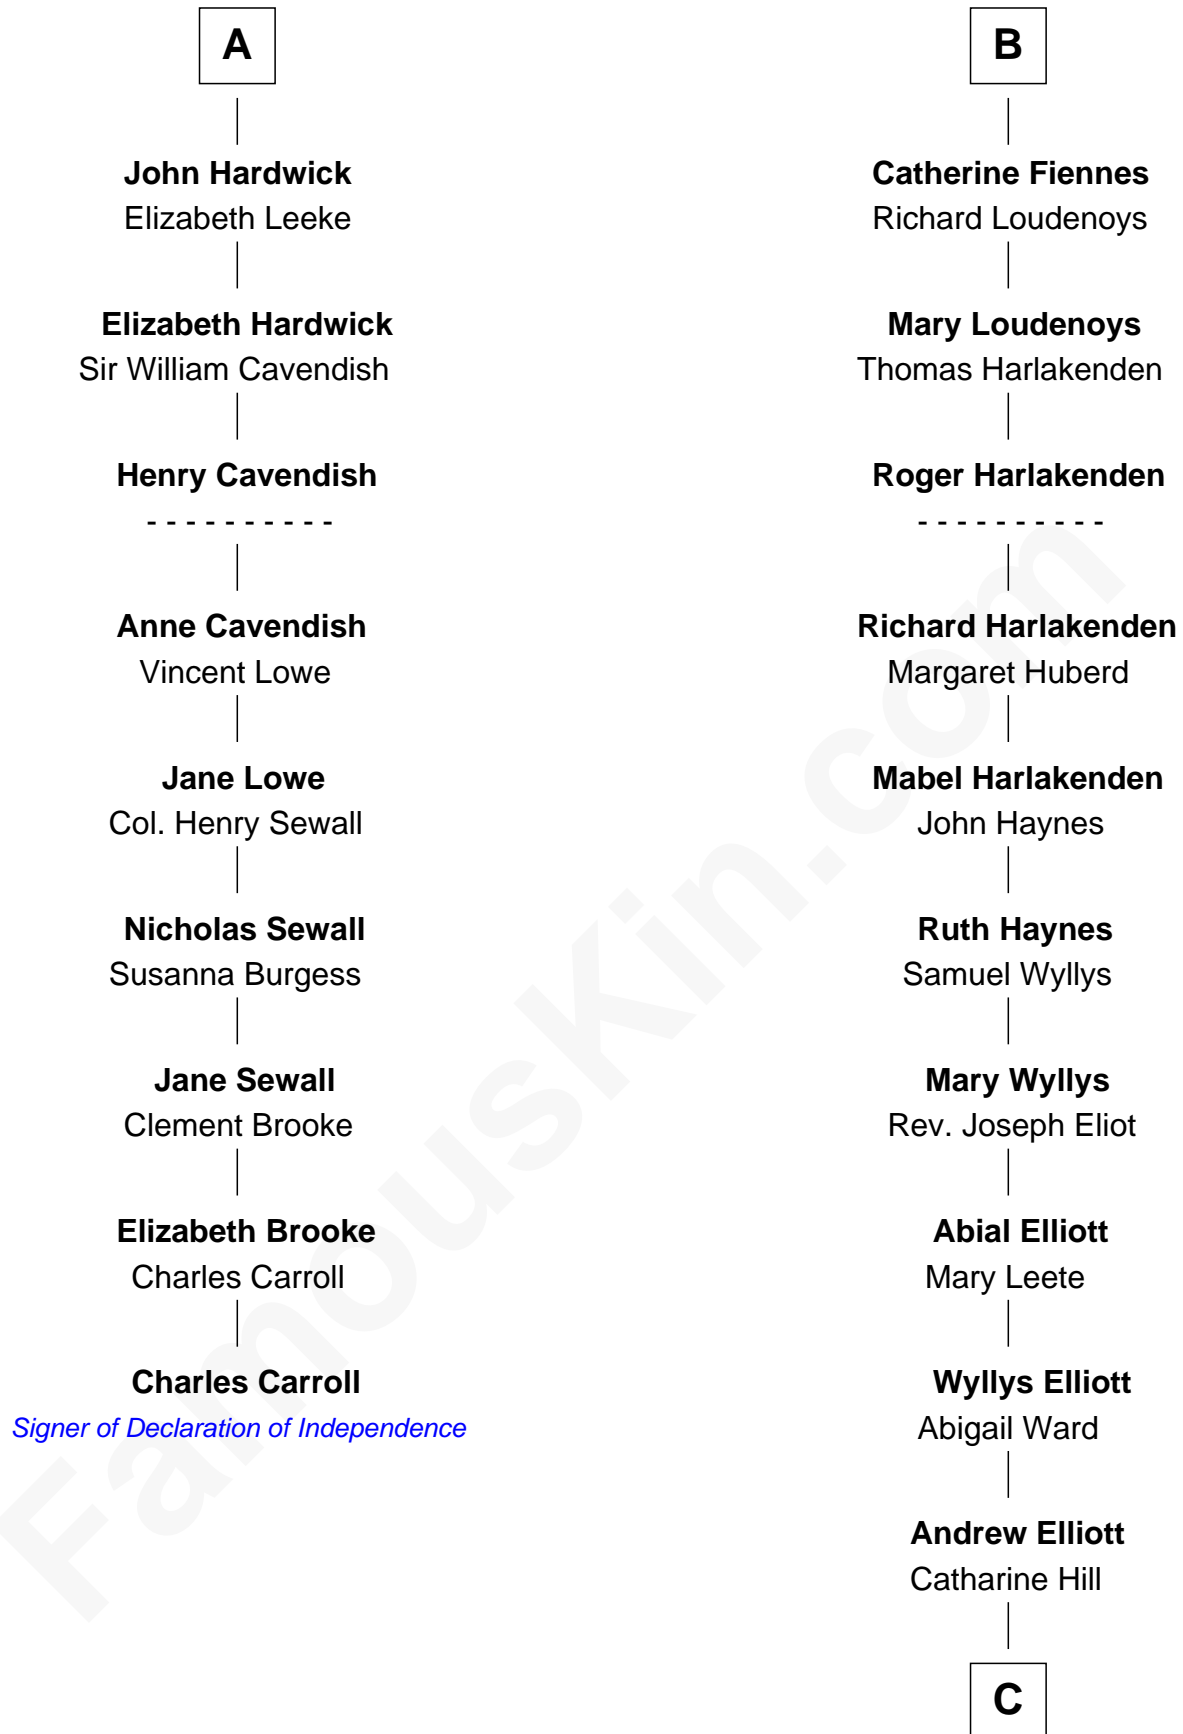 A
John Hardwick
Elizabeth Leeke
Elizabeth Hardwick
Sir William Cavendish
Henry Cavendish
- - - - - - - - - -
Anne Cavendish
Vincent Lowe
Jane Lowe
Col. Henry Sewall
Nicholas Sewall
Susanna Burgess
Jane Sewall
Clement Brooke
Elizabeth Brooke
Charles Carroll
Charles Carroll
Signer of Declaration of Independence
B
Catherine Fiennes
Richard Loudenoys
Mary Loudenoys
Thomas Harlakenden
Roger Harlakenden
- - - - - - - - - -
Richard Harlakenden
Margaret Huberd
Mabel Harlakenden
John Haynes
Ruth Haynes
Samuel Wyllys
Mary Wyllys
Rev. Joseph Eliot
Abial Elliott
Mary Leete
Wyllys Elliott
Abigail Ward
Andrew Elliott
Catharine Hill
C
FamousKin.com